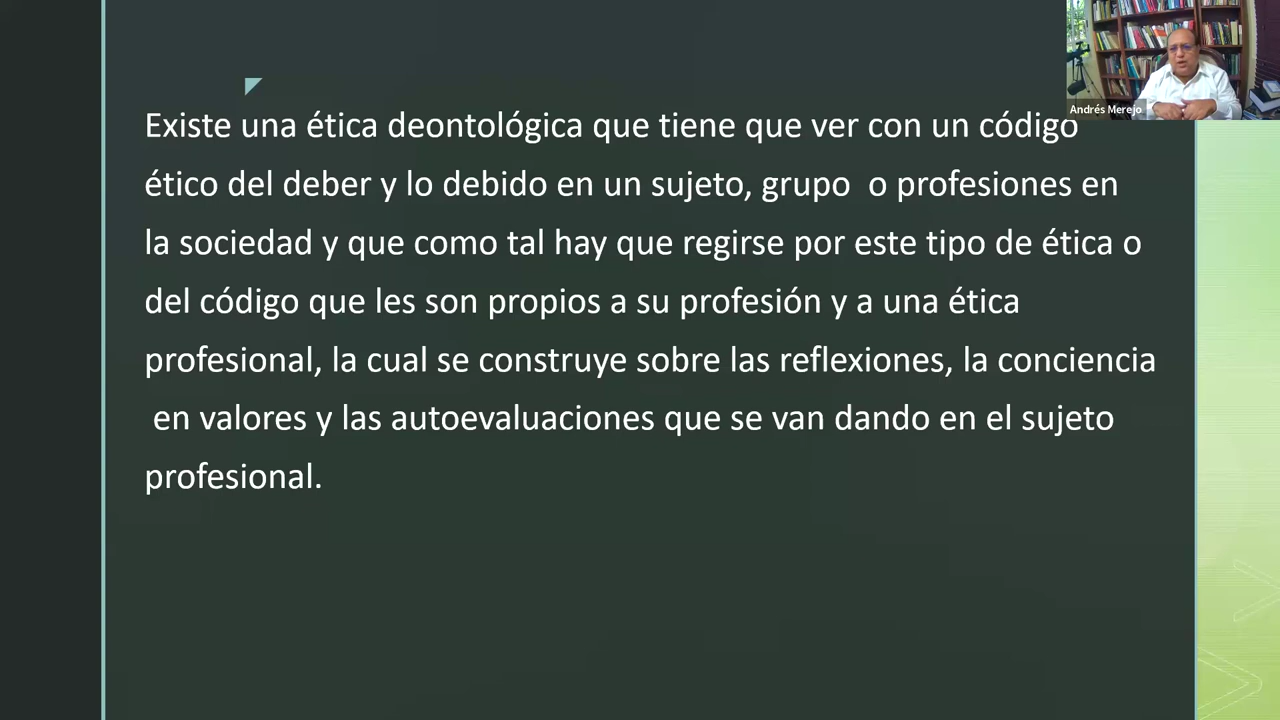 Andrés Merejo
Existe una ética deontológica que tiene que ver con un código
ético del deber y lo debido en un sujeto, grupo  o profesiones en
la sociedad y que como tal hay que regirse por este tipo de ética o
del código que les son propios a su profesión y a una ética
profesional, la cual se construye sobre las reflexiones, la conciencia
en valores y las autoevaluaciones que se van dando en el sujeto
profesional.